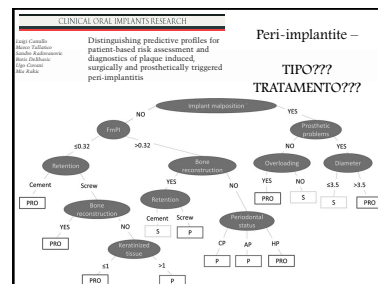 CLINICAL ORAL IMPLANTS RESEARCH
Luigi Canullo
Marco Tallarico
Sandro Radovanovic
Boris Delibasic
Ugo Covani
Mia Rakic
Distinguishing predictive profiles for
patient-based risk assessment and
diagnostics of plaque induced,
surgically and prosthetically triggered
peri-implantitis
Peri-implantite –
TIPO???
TRATAMENTO???
Implant malposition
NO
YES
FmPI
Prosthetic
problems
≤0.32
>0.32
Retention
Bone
reconstruction
Overloading
Diameter
Cement
Screw
YES
NO
YES
NO
≤3.5
>3.5
PRO
Bone
reconstruction
Retention
PRO
S
S
PRO
YES
NO
Cement
Screw
Periodontal
status
S
P
PRO
Keratinized
tissue
CP
AP
HP
≤1
>1
P
P
PRO
PRO
P